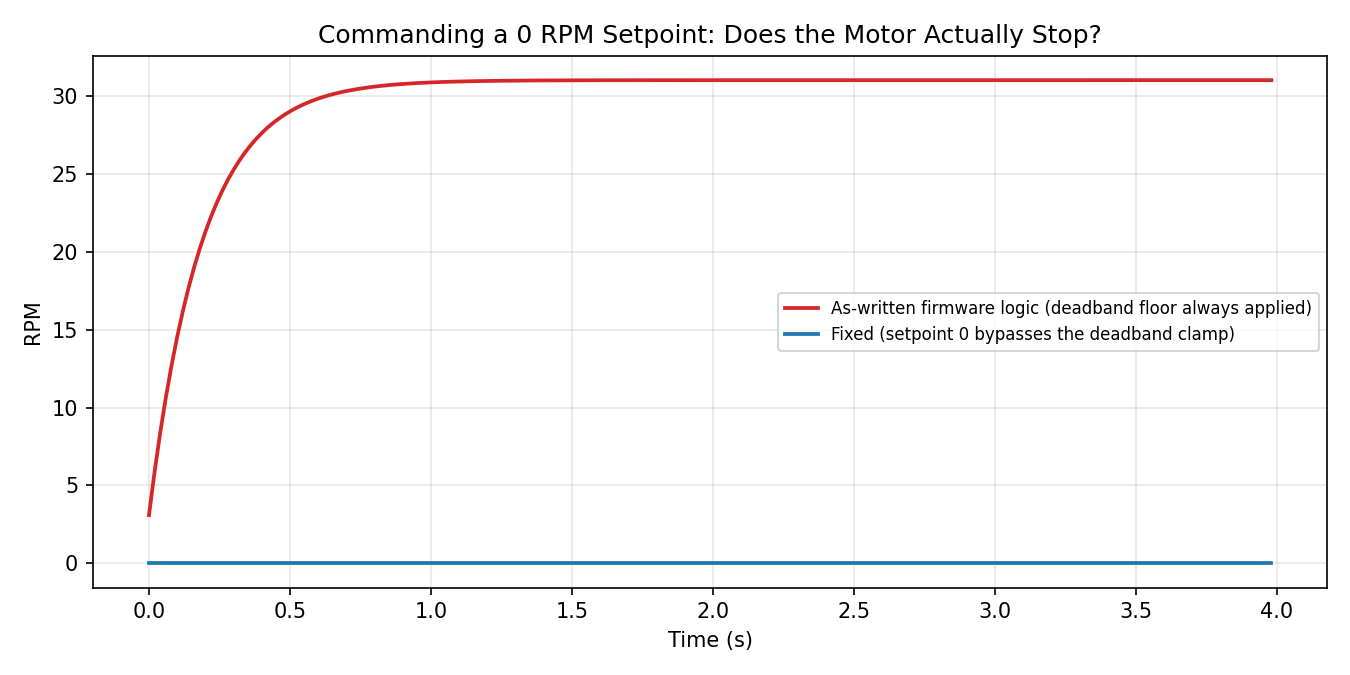 Commanding a 0 RPM Setpoint: Does the Motor Actually Stop?
RPM
30
25
20
15
10
5
0
As-written firmware logic (deadband floor always applied)
Fixed (setpoint 0 bypasses the deadband clamp)
0.0 0.5 1.0 1.5 2.0 2.5 3.0 3.5 4.0
Time (s)